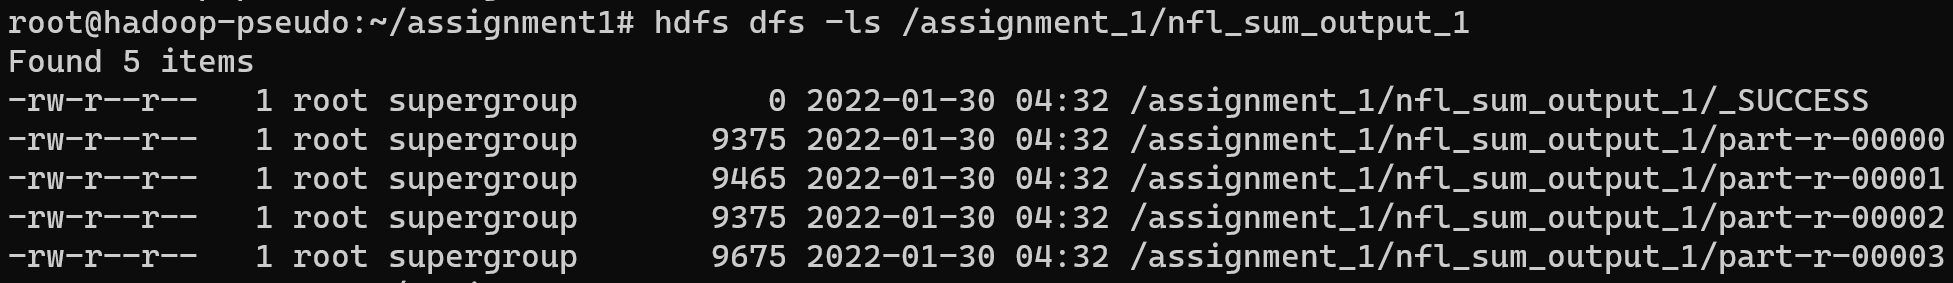 root@hadoop-pseudo:~/assignment1# hdfs dfs -ls /assignment_1/nfl_sum_output_1
Found 5 items
-rw-r--r--   1 root supergroup          0 2022-01-30 04:32 /assignment_1/nfl_sum_output_1/_SUCCESS
-rw-r--r--   1 root supergroup       9375 2022-01-30 04:32 /assignment_1/nfl_sum_output_1/part-r-00000
-rw-r--r--   1 root supergroup       9465 2022-01-30 04:32 /assignment_1/nfl_sum_output_1/part-r-00001
-rw-r--r--   1 root supergroup       9375 2022-01-30 04:32 /assignment_1/nfl_sum_output_1/part-r-00002
-rw-r--r--   1 root supergroup       9675 2022-01-30 04:32 /assignment_1/nfl_sum_output_1/part-r-00003